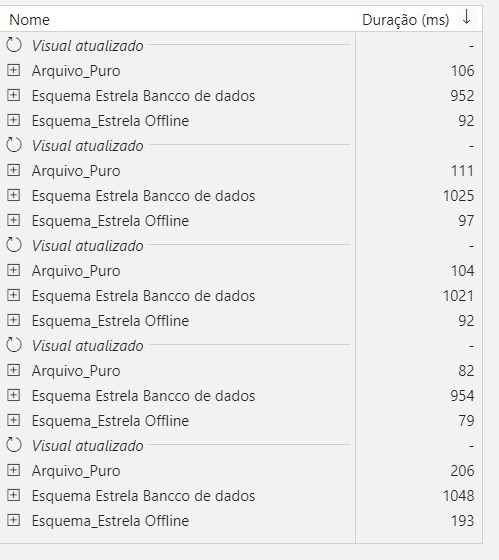 Nome Duração (ms)
Visual atualizado -
Arquivo_Puro 106
Esquema Estrela Bancco de dados 952
Esquema_Estrela Offline 92
Visual atualizado -
Arquivo_Puro 111
Esquema Estrela Bancco de dados 1025
Esquema_Estrela Offline 97
Visual atualizado -
Arquivo_Puro 104
Esquema Estrela Bancco de dados 1021
Esquema_Estrela Offline 92
Visual atualizado -
Arquivo_Puro 82
Esquema Estrela Bancco de dados 954
Esquema_Estrela Offline 79
Visual atualizado -
Arquivo_Puro 206
Esquema Estrela Bancco de dados 1048
Esquema_Estrela Offline 193